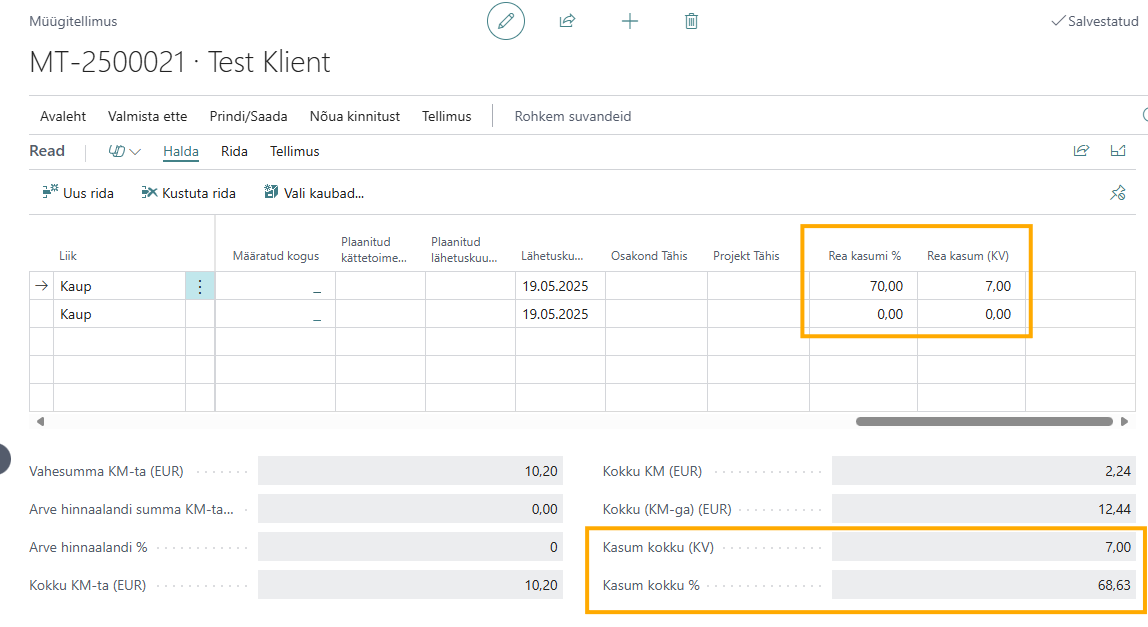 Müügitellimus
Salvestatud
MT-2500021 · Test Klient
Avaleht Valmista ette Prindi/Saada Nõua kinnitust Tellimus Rohkem suvandeid
Read Halda Rida Tellimus
Uus rida Kustuta rida Vali kaubad...
Liik Määratud kogus Plaanitud kättetoime... Plaanitud lähetuskuu... Lähetusku... Osakond Tähis Projekt Tähis Rea kasumi % Rea kasum (KV)
Kaup _ 19.05.2025 70,00 7,00
Kaup _ 19.05.2025 0,00 0,00
Vahesumma KM-ta (EUR) 10,20 Kokku KM (EUR) 2,24
Arve hinnaalandi summa KM-ta... 0,00 Kokku (KM-ga) (EUR) 12,44
Arve hinnaalandi % 0 Kasum kokku (KV) 7,00
Kokku KM-ta (EUR) 10,20 Kasum kokku % 68,63